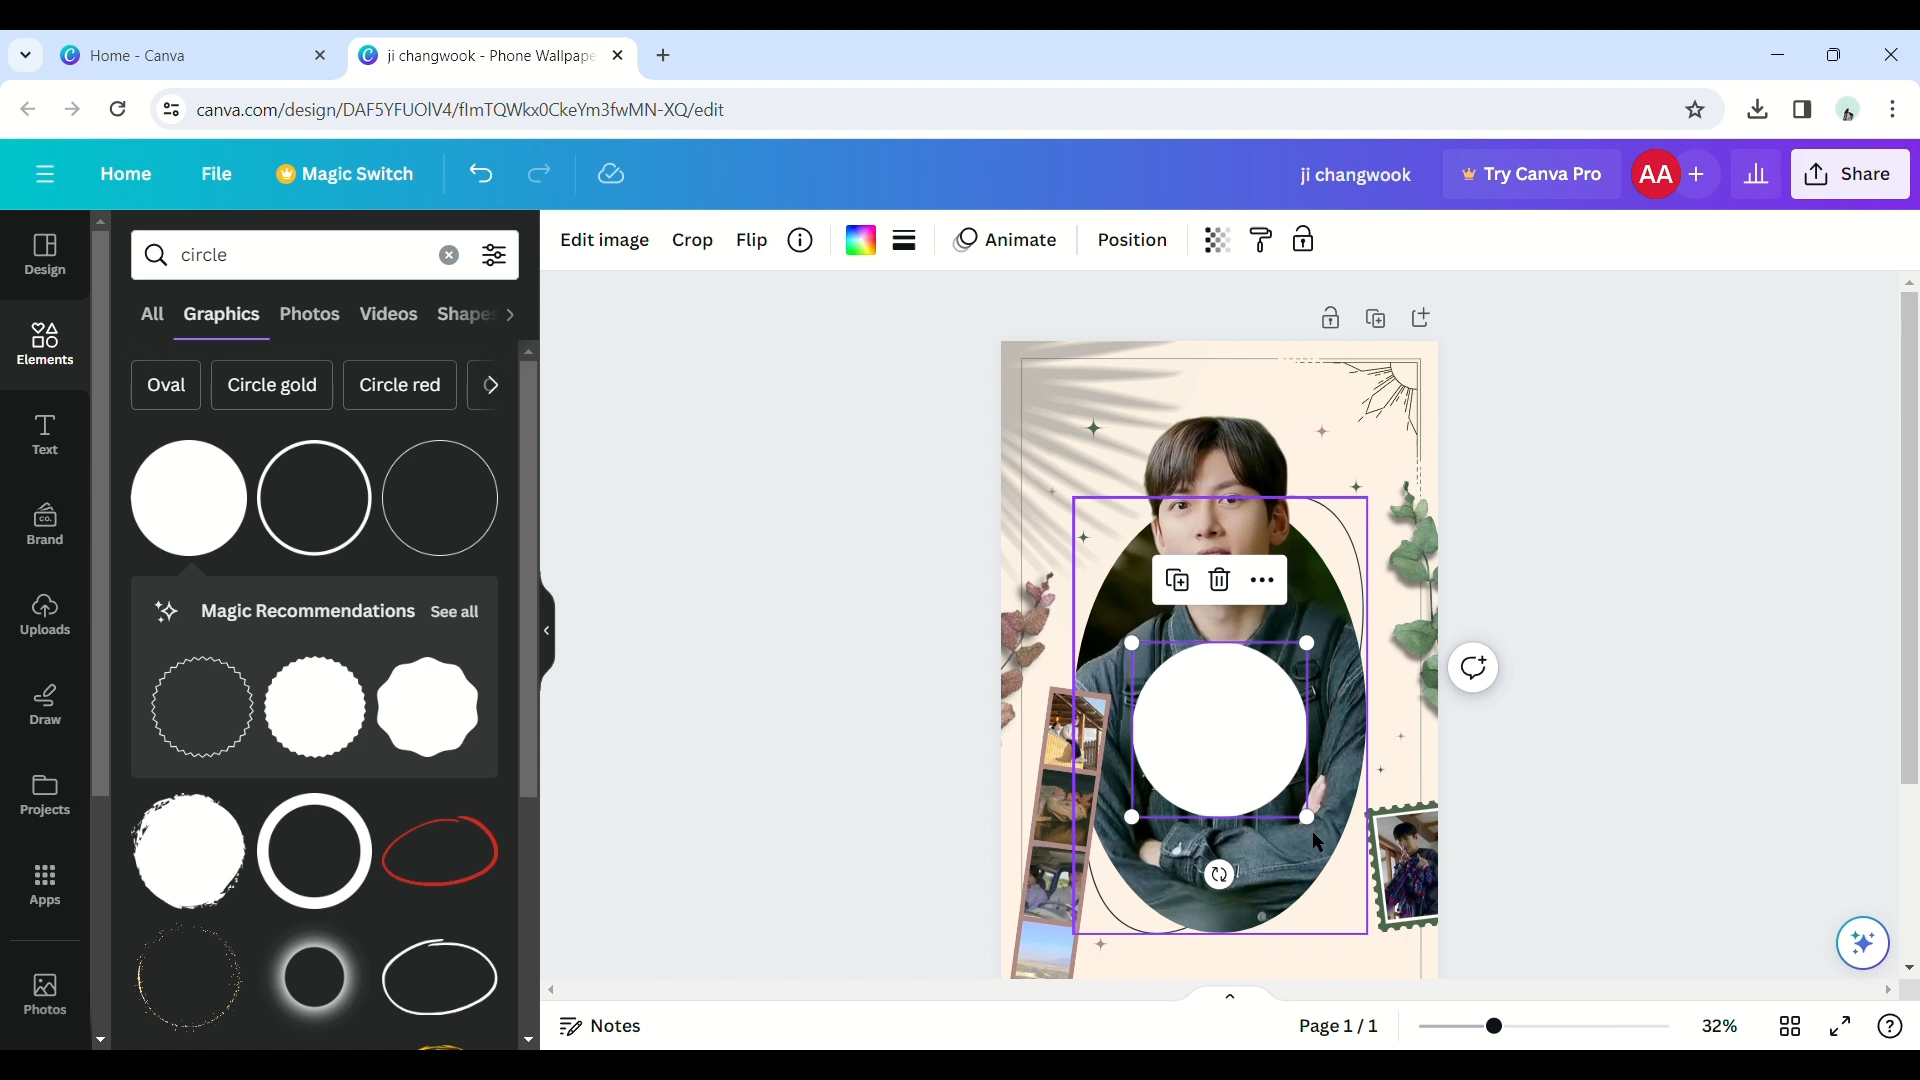 Home - Canva
ji changwook - Phone Wallpape
canva.com/design/DAF5YFUOlV4/flmTQWkx0CkeYm3fwMN-XQ/edit
Home
File
Magic Switch
ji changwook
Try Canva Pro
AA
Share
Design
Elements
Text
Brand
Uploads
Draw
Projects
Apps
Photos
circle
All
Graphics
Photos
Videos
Shapes
Oval
Circle gold
Circle red
Magic Recommendations
See all
Edit image
Crop
Flip
Animate
Position
Notes
Page 1 / 1
32%